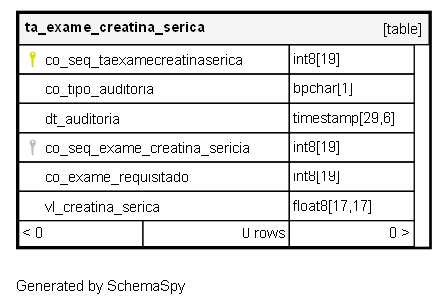 ta_exame_creatina_serica [table]
co_seq_taexamecreatinaserica int8[19]
co_tipo_auditoria bpchar[1]
dt_auditoria timestamp[29,6]
co_seq_exame_creatina_sericia int8[19]
co_exame_requisitado int8[19]
vl_creatina_serica float8[17,17]
< 0 0 rows 0 >
Generated by SchemaSpy